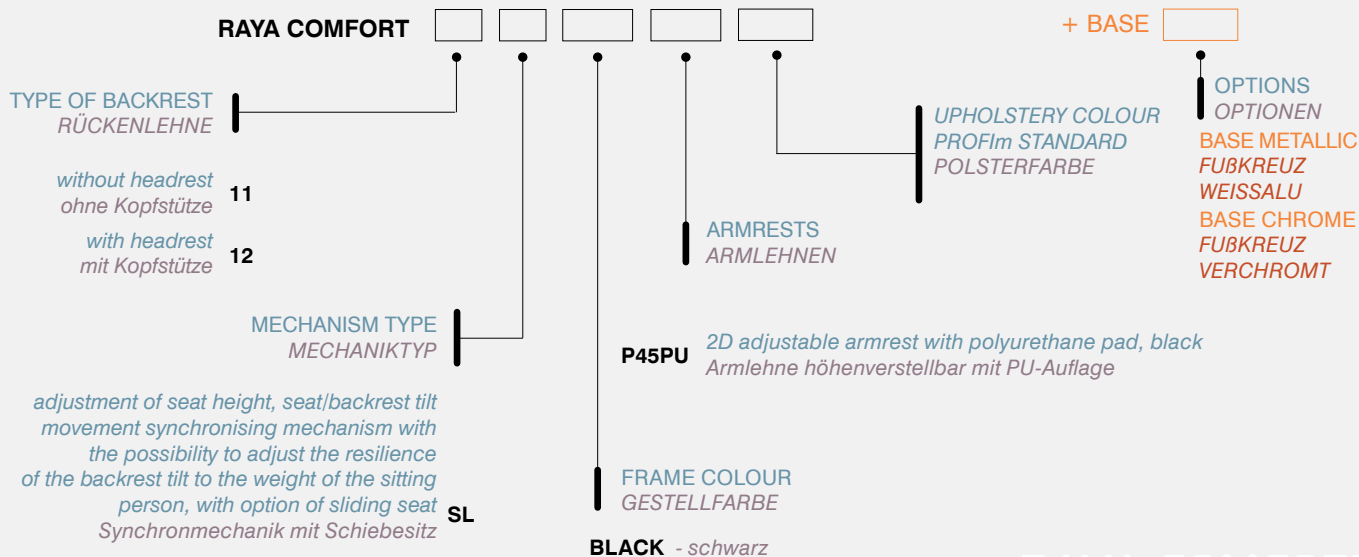 RAYA COMFORT
+ BASE
TYPE OF BACKREST
RÜCKENLEHNE
without headrest
ohne Kopfstütze
11
with headrest
mit Kopfstütze
12
MECHANISM TYPE
MECHANIKTYP
adjustment of seat height, seat/backrest tilt
movement synchronising mechanism with
the possibility to adjust the resilience
of the backrest tilt to the weight of the sitting
person, with option of sliding seat
Synchronmechanik mit Schiebesitz
SL
FRAME COLOUR
GESTELLFARBE
BLACK - schwarz
ARMRESTS
ARMLEHNEN
P45PU
2D adjustable armrest with polyurethane pad, black
Armlehne höhenverstellbar mit PU-Auflage
UPHOLSTERY COLOUR
PROFIm STANDARD
POLSTERFARBE
OPTIONS
OPTIONEN
BASE METALLIC
FUßKREUZ
WEISSALU
BASE CHROME
FUßKREUZ
VERCHROMT